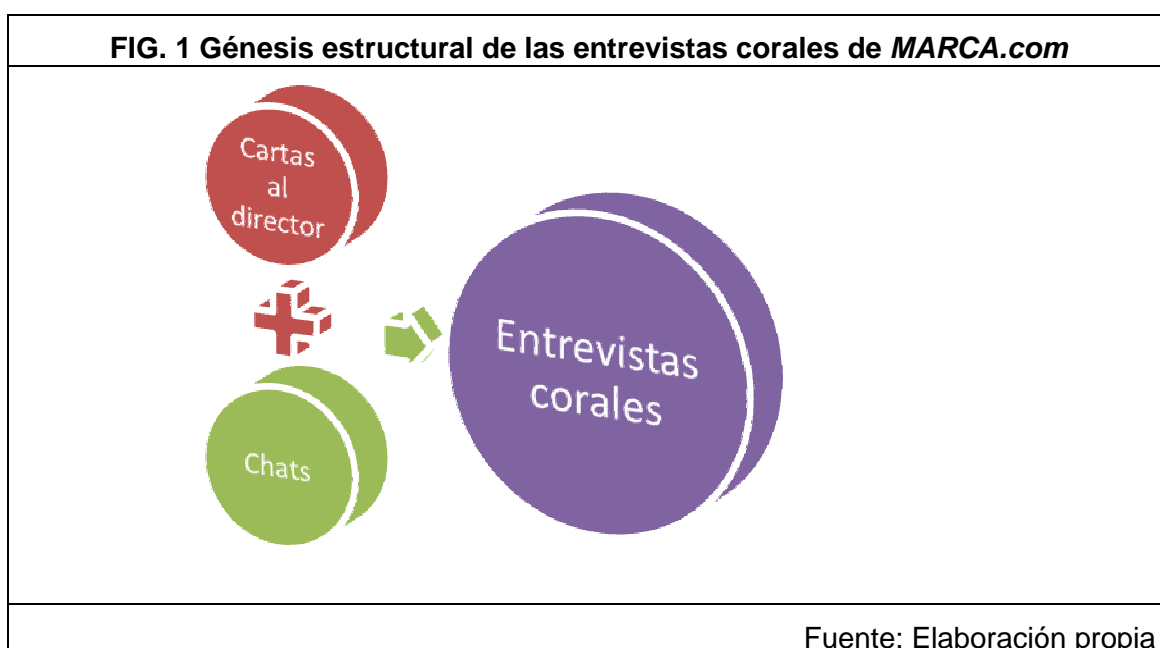 FIG. 1 Génesis estructural de las entrevistas corales de MARCA.com
Cartas
al
director
Chats
Entrevistas
corales
Fuente: Elaboración propia